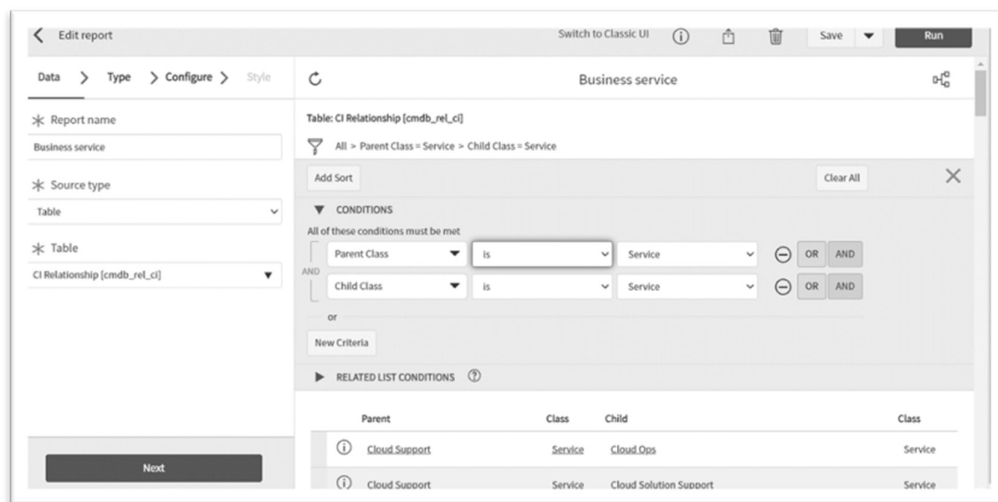 Edit report
Switch to Classic UI
Save
Run
Data > Type > Configure > Style
Business service
Report name
Business service
Source type
Table
Table
CI Relationship [cmdb_rel_ci]
Next
Table: CI Relationship [cmdb_rel_ci]
All > Parent Class = Service > Child Class = Service
Add Sort
Clear All
CONDITIONS
All of these conditions must be met
Parent Class is Service OR AND
AND
Child Class is Service OR AND
or
New Criteria
RELATED LIST CONDITIONS
Parent Class Child Class
Cloud Support Service Cloud Ops Service
Cloud Support Service Cloud Solution Support Service